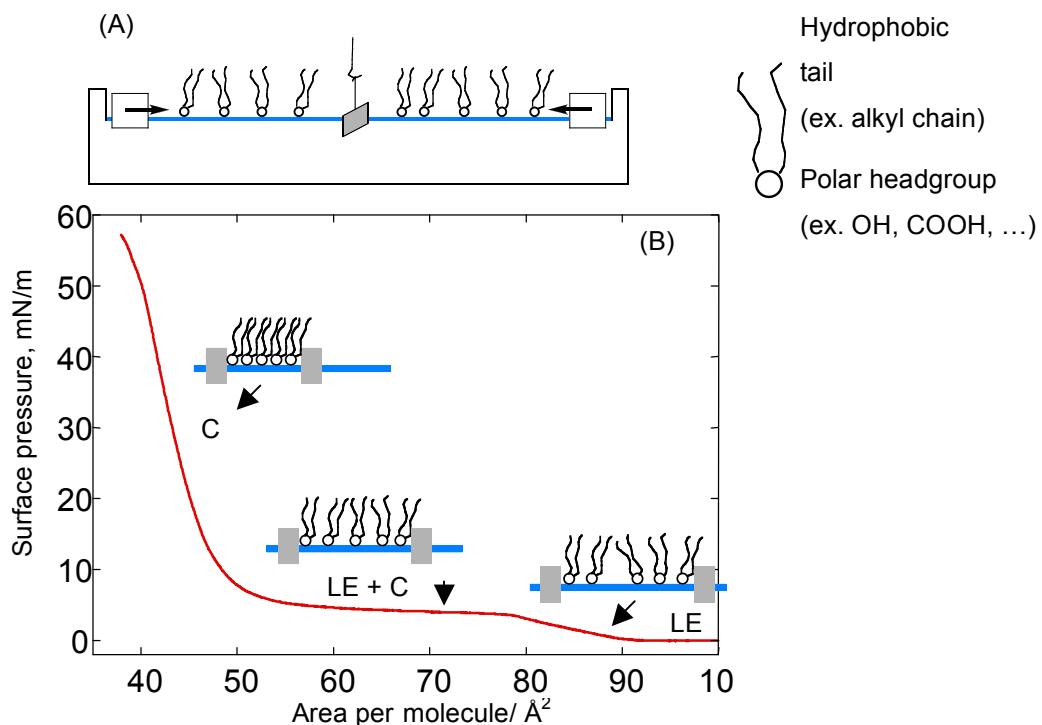 (A)
Hydrophobic
tail
(ex. alkyl chain)
Polar headgroup
(ex. OH, COOH, …)
(B)
60
50
40
30
20
10
0
Surface pressure, mN/m
C
LE + C
LE
40 50 60 70 80 90 10
Area per molecule/ Å²